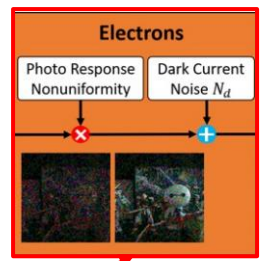 Electrons
Photo Response
Nonuniformity
Dark Current
Noise N_d